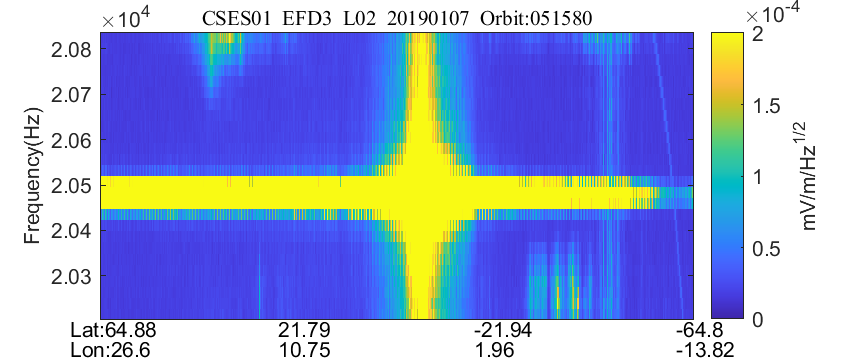 CSES01 EFD3 L02 20190107 Orbit:051580
×10⁴
×10⁻⁴
2.08
2.07
2.06
2.05
2.04
2.03
Frequency(Hz)
2
1.5
1
0.5
0
mV/m/Hz^1/2
Lat:64.88 21.79 -21.94 -64.8
Lon:26.6 10.75 1.96 -13.82